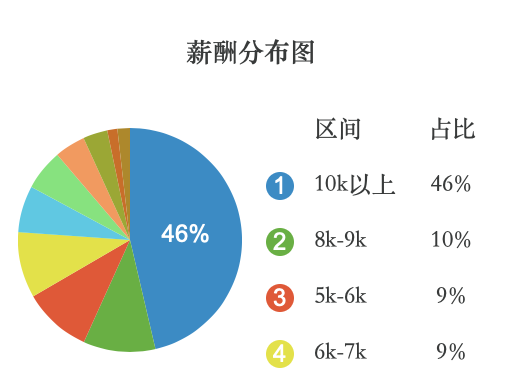 薪酬分布图
区间 占比
46%
1 10k以上 46%
2 8k-9k 10%
3 5k-6k 9%
4 6k-7k 9%